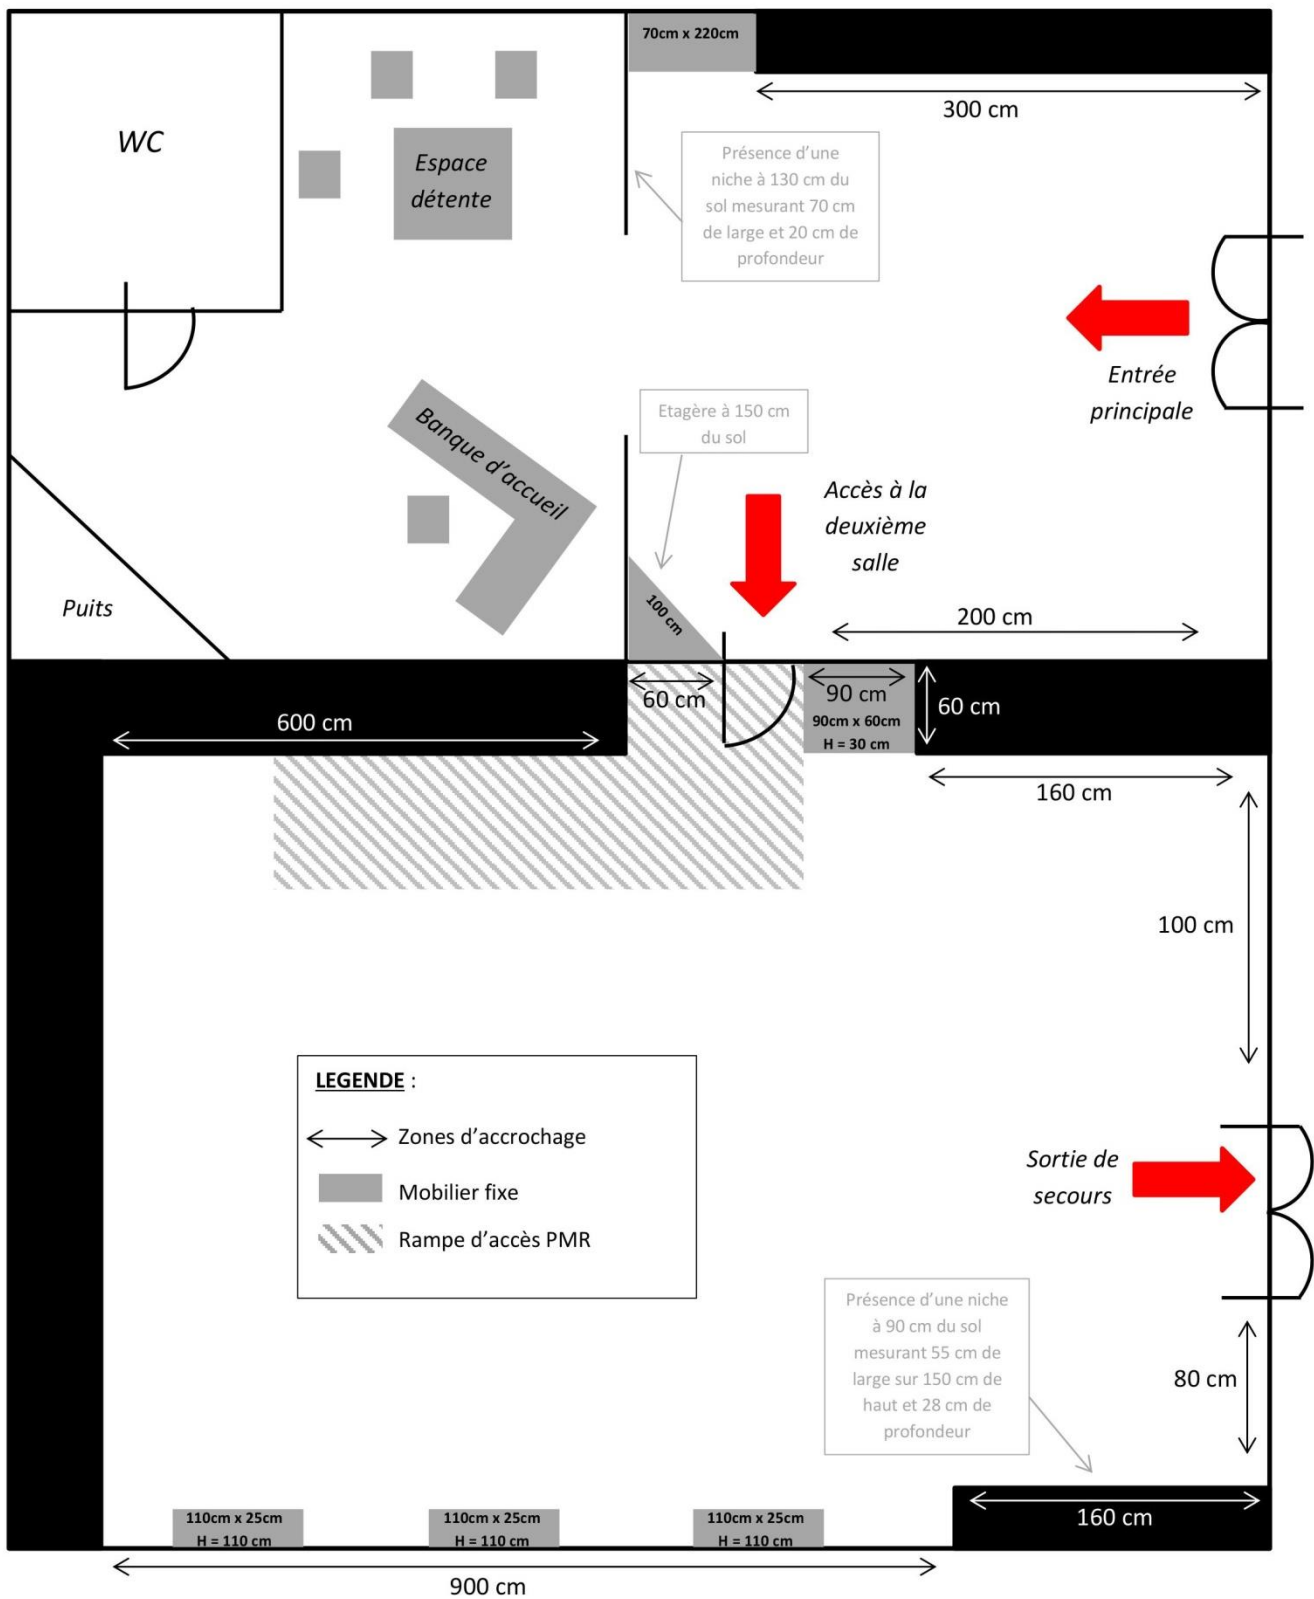 70cm x 220cm
300 cm
WC
Espace
détente
Présence d'une
niche à 130 cm du
sol mesurant 70 cm
de large et 20 cm de
profondeur
Entrée
principale
Banque d'accueil
Etagère à 150 cm
du sol
Accès à la
deuxième
salle
Puits
100 cm
200 cm
600 cm
60 cm
90 cm
90cm x 60cm
H = 30 cm
60 cm
160 cm
100 cm
LEGENDE :
Zones d'accrochage
Mobilier fixe
Rampe d'accès PMR
Sortie de
secours
Présence d'une niche
à 90 cm du sol
mesurant 55 cm de
large sur 150 cm de
haut et 28 cm de
profondeur
80 cm
110cm x 25cm
H = 110 cm
110cm x 25cm
H = 110 cm
110cm x 25cm
H = 110 cm
160 cm
900 cm